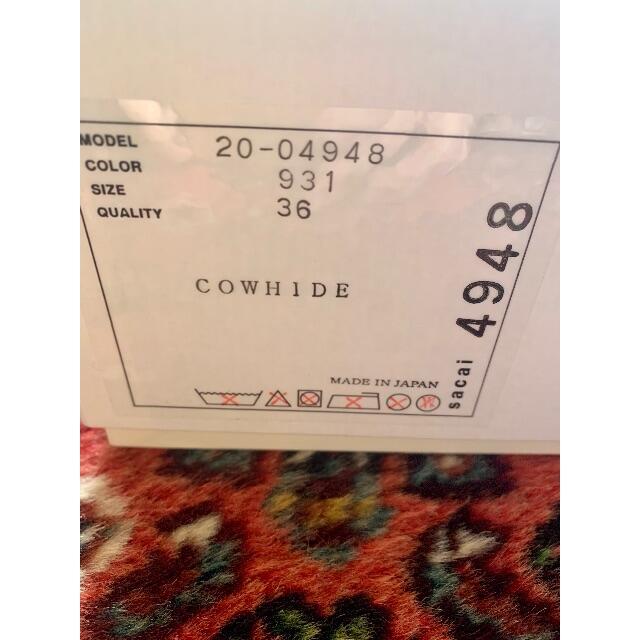 MODEL 20-04948
COLOR 931
SIZE 36
QUALITY
COWHIDE
MADE IN JAPAN
sacai 4948